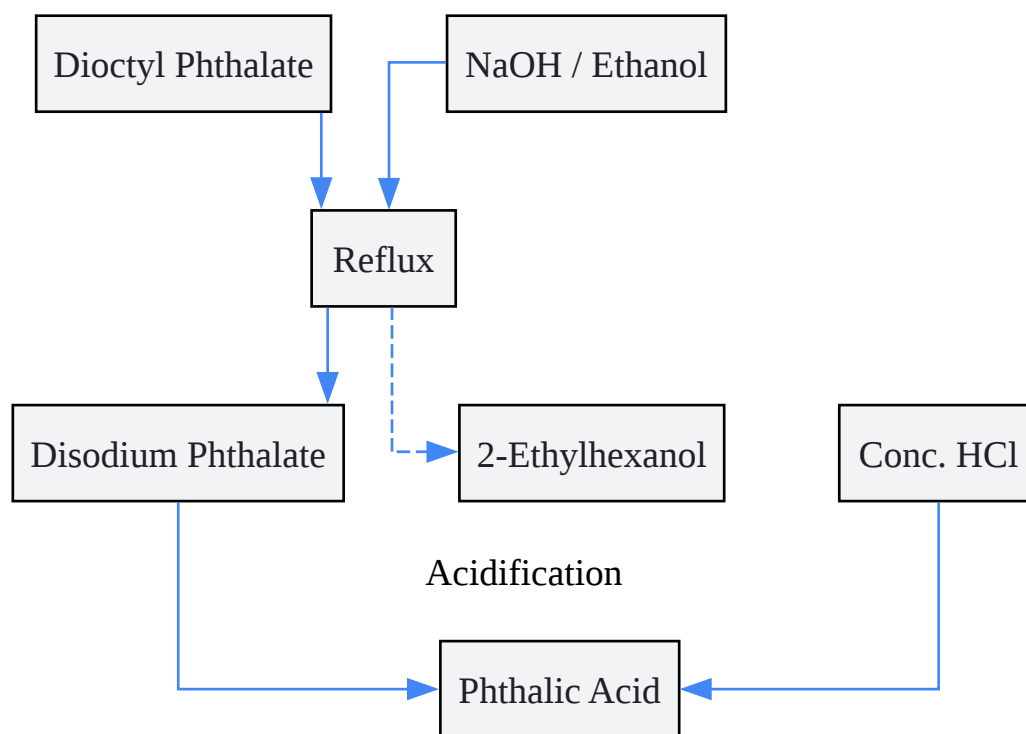 Dioctyl Phthalate
NaOH / Ethanol
Reflux
Disodium Phthalate
2-Ethylhexanol
Conc. HCl
Acidification
Phthalic Acid